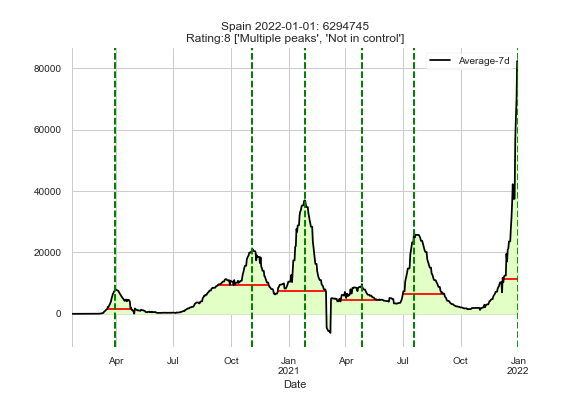 Spain 2022-01-01: 6294745
Rating:8 ['Multiple peaks', 'Not in control']
Average-7d
80000
60000
40000
20000
0
Apr
Jul
Oct
Jan
2021
Apr
Jul
Oct
Jan
2022
Date